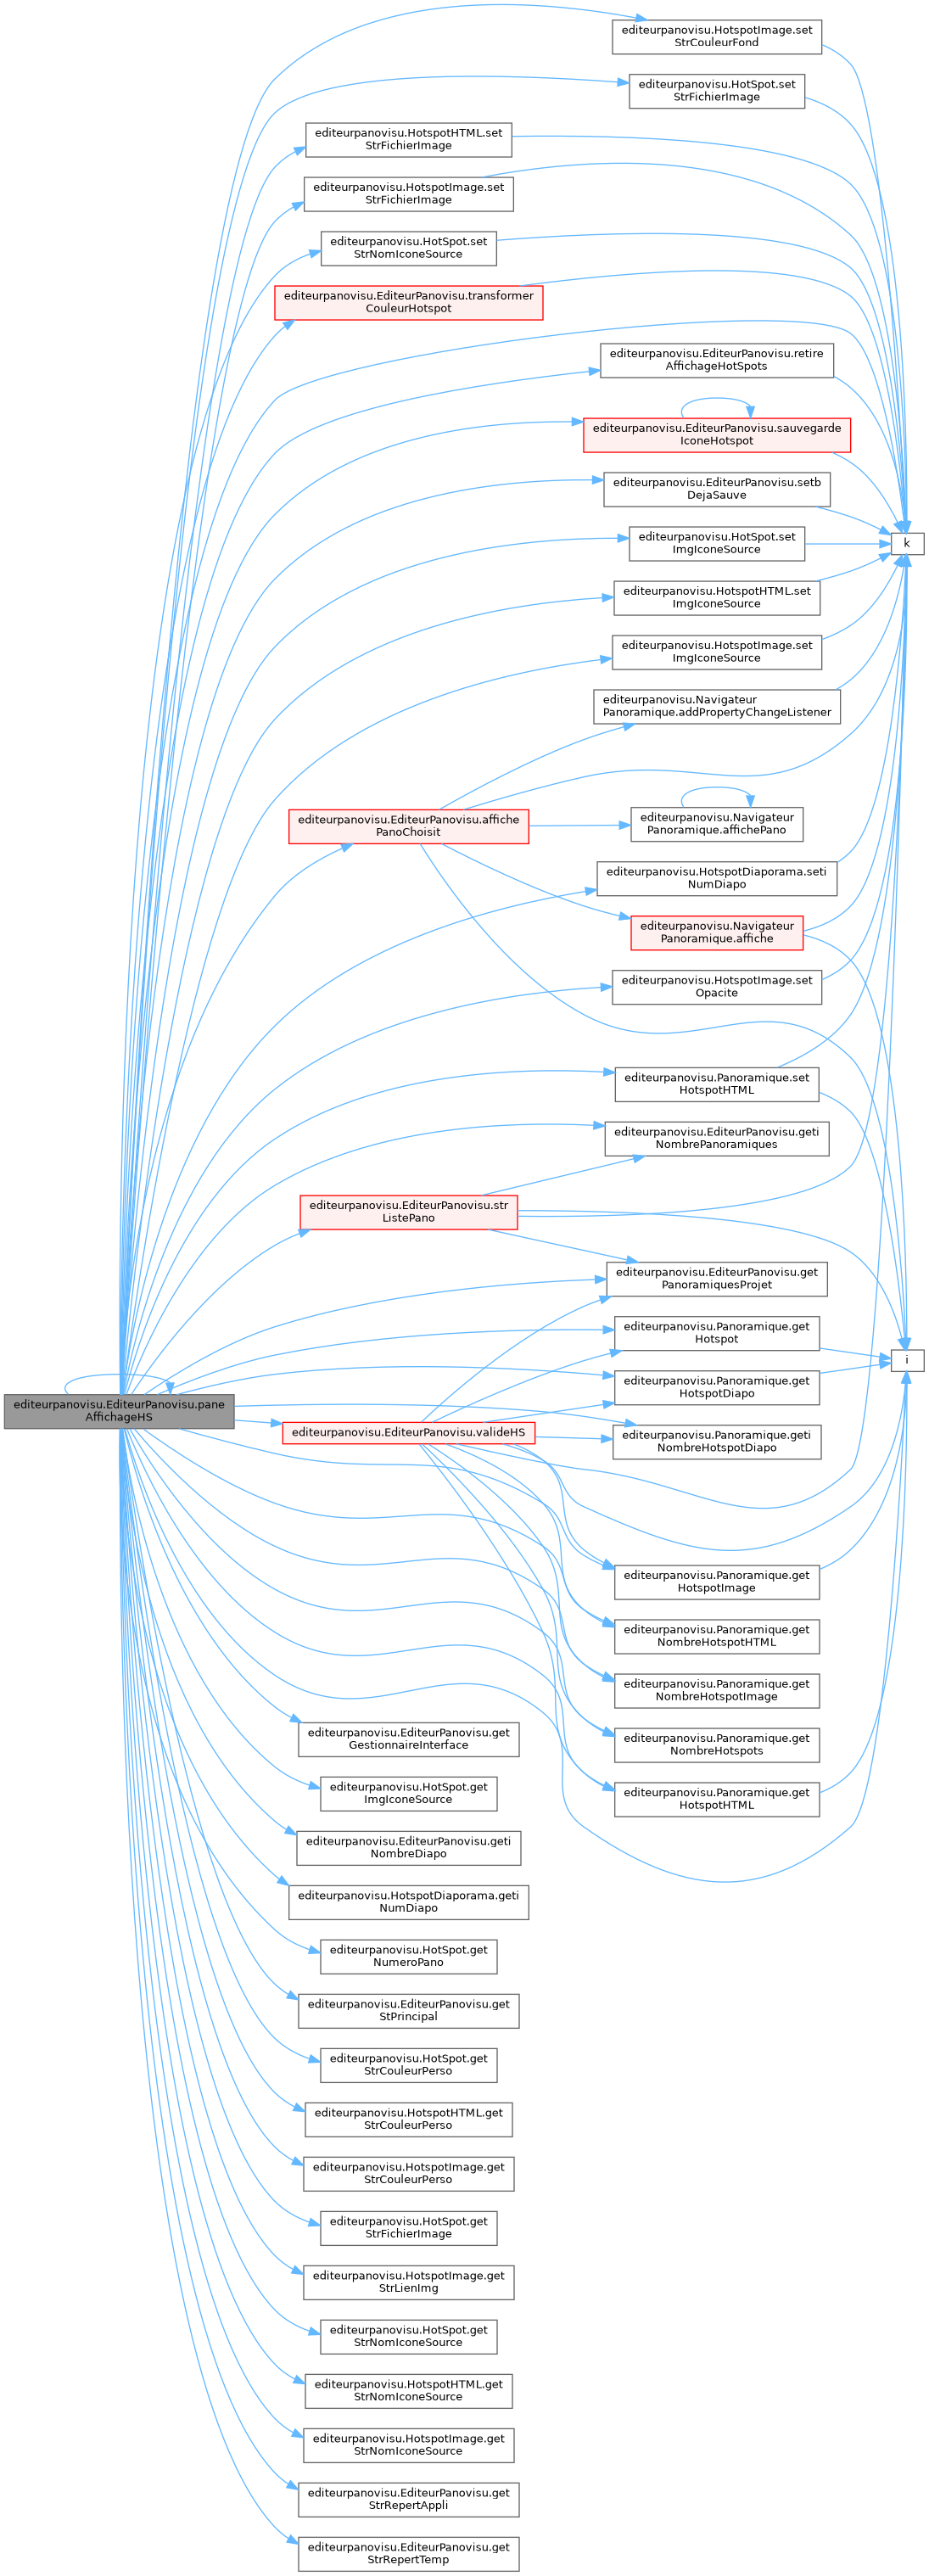 editeurpanovisu.HotspotImage.set
StrCouleurFond
editeurpanovisu.HotSpot.set
StrFichierImage
editeurpanovisu.HotspotHTML.set
StrFichierImage
editeurpanovisu.HotspotImage.set
StrFichierImage
editeurpanovisu.HotSpot.set
StrNomIconeSource
editeurpanovisu.EditeurPanovisu.transformer
CouleurHotspot
editeurpanovisu.EditeurPanovisu.retire
AffichageHotSpots
editeurpanovisu.EditeurPanovisu.sauvegarde
IconeHotspot
editeurpanovisu.EditeurPanovisu.setb
DejaSauve
editeurpanovisu.HotSpot.set
ImgIconeSource
k
editeurpanovisu.HotspotHTML.set
ImgIconeSource
editeurpanovisu.HotspotImage.set
ImgIconeSource
editeurpanovisu.Navigateur
Panoramique.addPropertyChangeListener
editeurpanovisu.EditeurPanovisu.affiche
PanoChoisit
editeurpanovisu.Navigateur
Panoramique.affichePano
editeurpanovisu.HotspotDiaporama.seti
NumDiapo
editeurpanovisu.Navigateur
Panoramique.affiche
editeurpanovisu.HotspotImage.set
Opacite
editeurpanovisu.Panoramique.set
HotspotHTML
editeurpanovisu.EditeurPanovisu.geti
NombrePanoramiques
editeurpanovisu.EditeurPanovisu.str
ListePano
editeurpanovisu.EditeurPanovisu.get
PanoramiquesProjet
editeurpanovisu.Panoramique.get
Hotspot
i
editeurpanovisu.Panoramique.get
HotspotDiapo
editeurpanovisu.EditeurPanovisu.pane
AffichageHS
editeurpanovisu.EditeurPanovisu.valideHS
editeurpanovisu.Panoramique.geti
NombreHotspotDiapo
editeurpanovisu.Panoramique.get
HotspotImage
editeurpanovisu.Panoramique.get
NombreHotspotHTML
editeurpanovisu.Panoramique.get
NombreHotspotImage
editeurpanovisu.Panoramique.get
NombreHotspots
editeurpanovisu.EditeurPanovisu.get
GestionnaireInterface
editeurpanovisu.Panoramique.get
HotspotHTML
editeurpanovisu.HotSpot.get
ImgIconeSource
editeurpanovisu.EditeurPanovisu.geti
NombreDiapo
editeurpanovisu.HotspotDiaporama.geti
NumDiapo
editeurpanovisu.HotSpot.get
NumeroPano
editeurpanovisu.EditeurPanovisu.get
StPrincipal
editeurpanovisu.HotSpot.get
StrCouleurPerso
editeurpanovisu.HotspotHTML.get
StrCouleurPerso
editeurpanovisu.HotspotImage.get
StrCouleurPerso
editeurpanovisu.HotSpot.get
StrFichierImage
editeurpanovisu.HotspotImage.get
StrLienImg
editeurpanovisu.HotSpot.get
StrNomIconeSource
editeurpanovisu.HotspotHTML.get
StrNomIconeSource
editeurpanovisu.HotspotImage.get
StrNomIconeSource
editeurpanovisu.EditeurPanovisu.get
StrRepertAppli
editeurpanovisu.EditeurPanovisu.get
StrRepertTemp